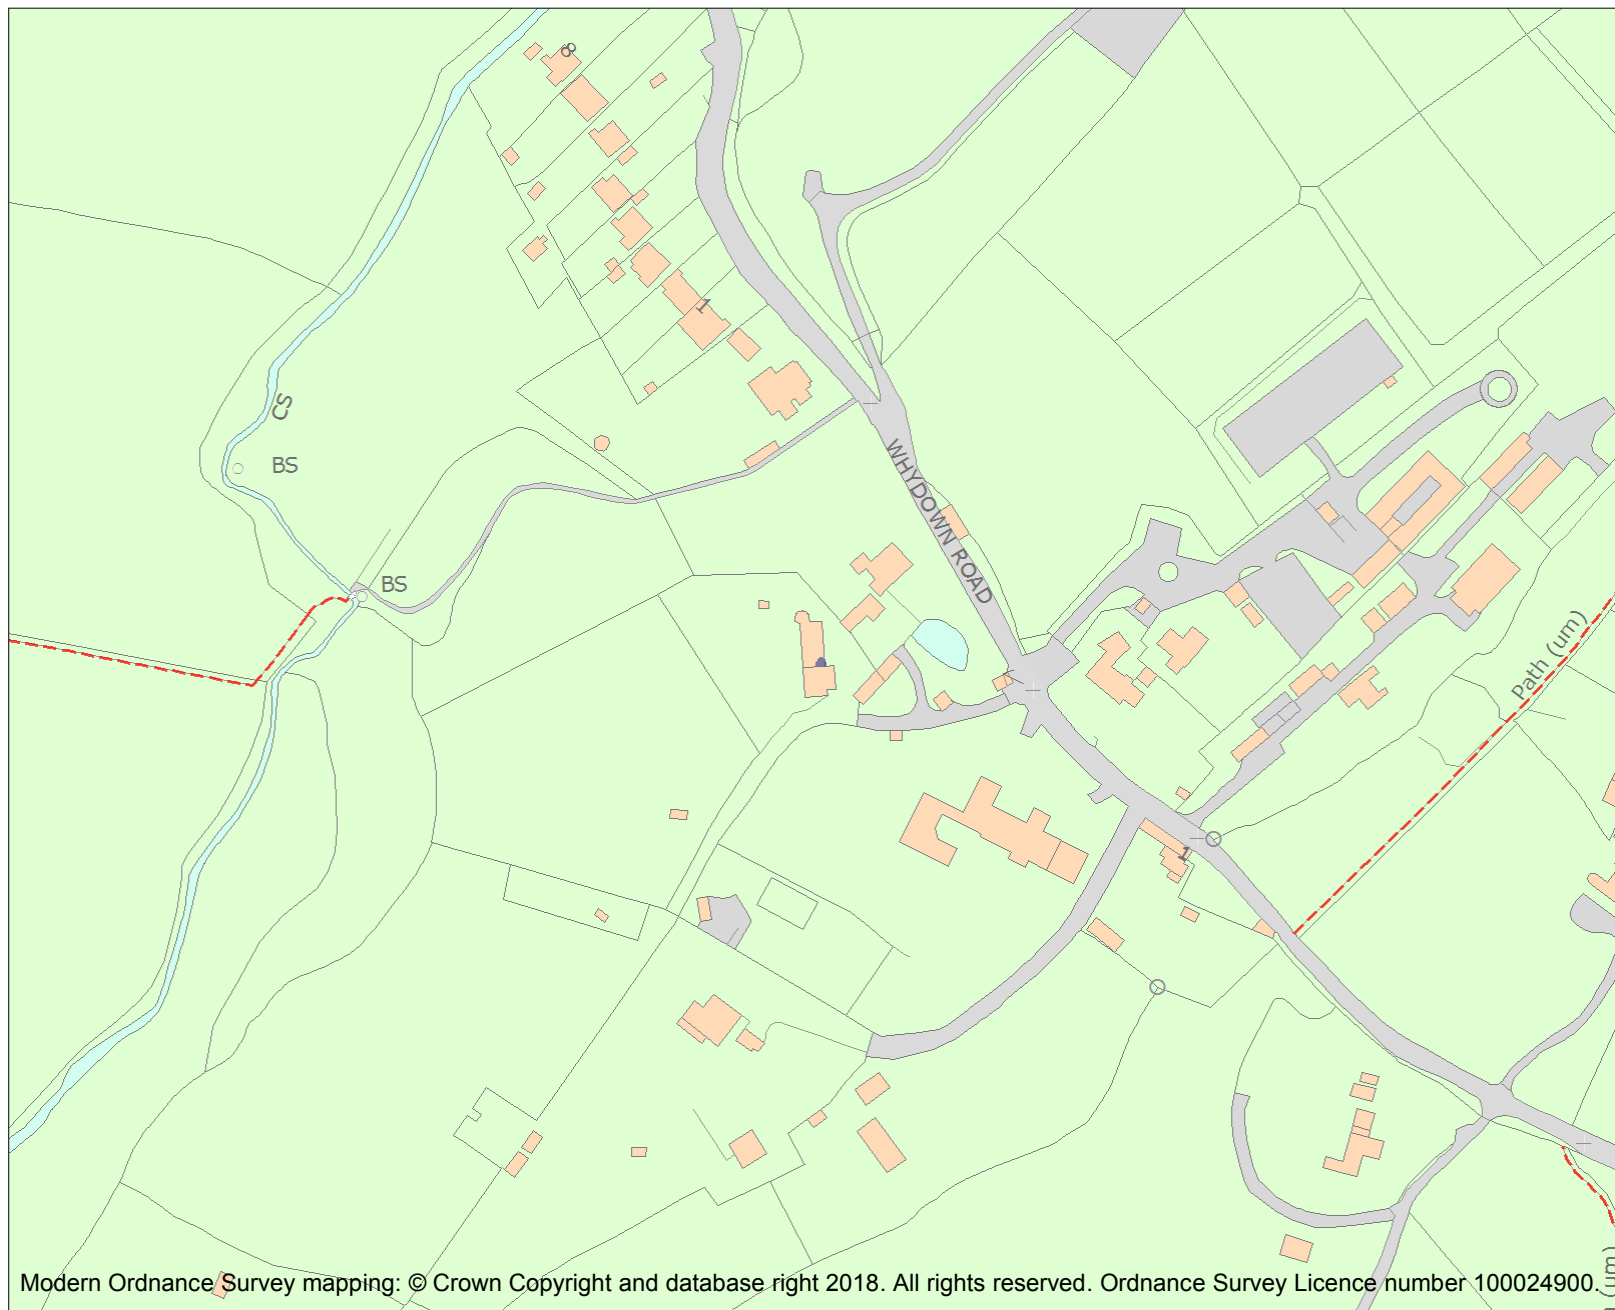 8
1
CS
BS
WHYDOWN ROAD
BS
Path (um)
1
(um)
Modern Ordnance Survey mapping: © Crown Copyright and database right 2018. All rights reserved. Ordnance Survey Licence number 100024900.